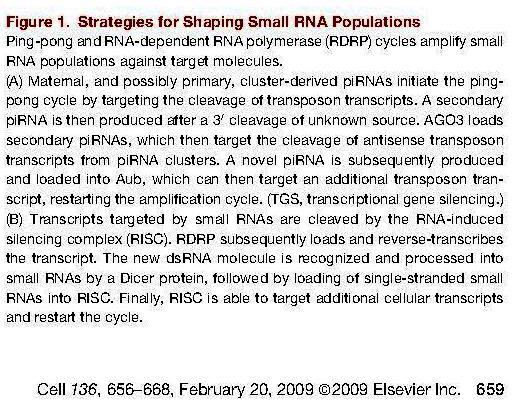 Figure 1. Strategies for Shaping Small RNA Populations
Ping-pong and RNA-dependent RNA polymerase (RDRP) cycles amplify small
RNA populations against target molecules.
(A) Maternal, and possibly primary, cluster-derived piRNAs initiate the ping-
pong cycle by targeting the cleavage of transposon transcripts. A secondary
piRNA is then produced after a 3′ cleavage of unknown source. AGO3 loads
secondary piRNAs, which then target the cleavage of antisense transposon
transcripts from piRNA clusters. A novel piRNA is subsequently produced
and loaded into Aub, which can then target an additional transposon tran-
script, restarting the amplification cycle. (TGS, transcriptional gene silencing.)
(B) Transcripts targeted by small RNAs are cleaved by the RNA-induced
silencing complex (RISC). RDRP subsequently loads and reverse-transcribes
the transcript. The new dsRNA molecule is recognized and processed into
small RNAs by a Dicer protein, followed by loading of single-stranded small
RNAs into RISC. Finally, RISC is able to target additional cellular transcripts
and restart the cycle.
Cell 136, 656–668, February 20, 2009 ©2009 Elsevier Inc. 659